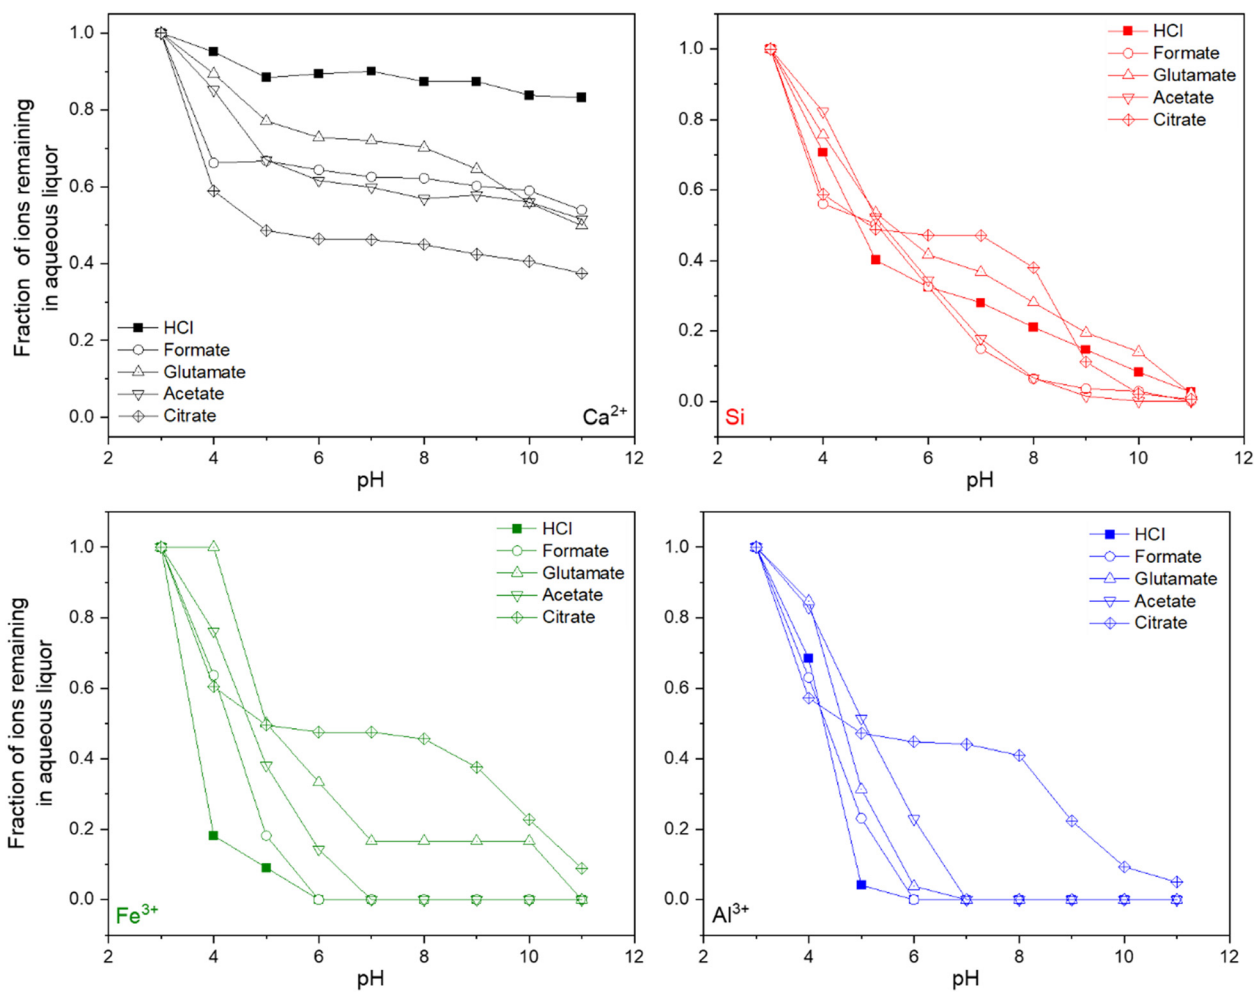 Fraction of ions remaining
in aqueous liquor
1.0
0.8
0.6
0.4
0.2
0.0
HCl
Formate
Glutamate
Acetate
Citrate
Ca2+
2
4
6
8
10
12
pH
1.0
0.8
0.6
0.4
0.2
0.0
HCl
Formate
Glutamate
Acetate
Citrate
Si
2
4
6
8
10
12
pH
Fraction of ions remaining
in aqueous liquor
1.0
0.8
0.6
0.4
0.2
0.0
HCl
Formate
Glutamate
Acetate
Citrate
Fe3+
2
4
6
8
10
12
pH
1.0
0.8
0.6
0.4
0.2
0.0
HCl
Formate
Glutamate
Acetate
Citrate
Al3+
2
4
6
8
10
12
pH